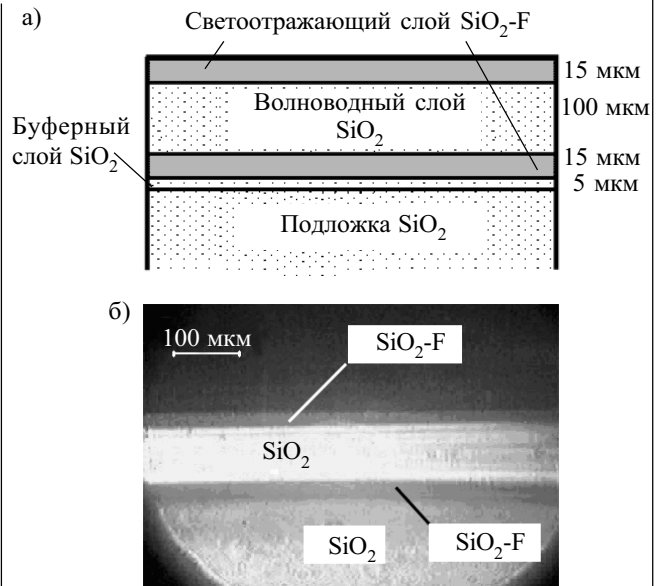 а)
Светоотражающий слой SiO₂-F
15 мкм
Волноводный слой
SiO₂
100 мкм
Буферный
слой SiO₂
15 мкм
5 мкм
Подложка SiO₂
б)
100 мкм
SiO₂-F
SiO₂
SiO₂
SiO₂-F